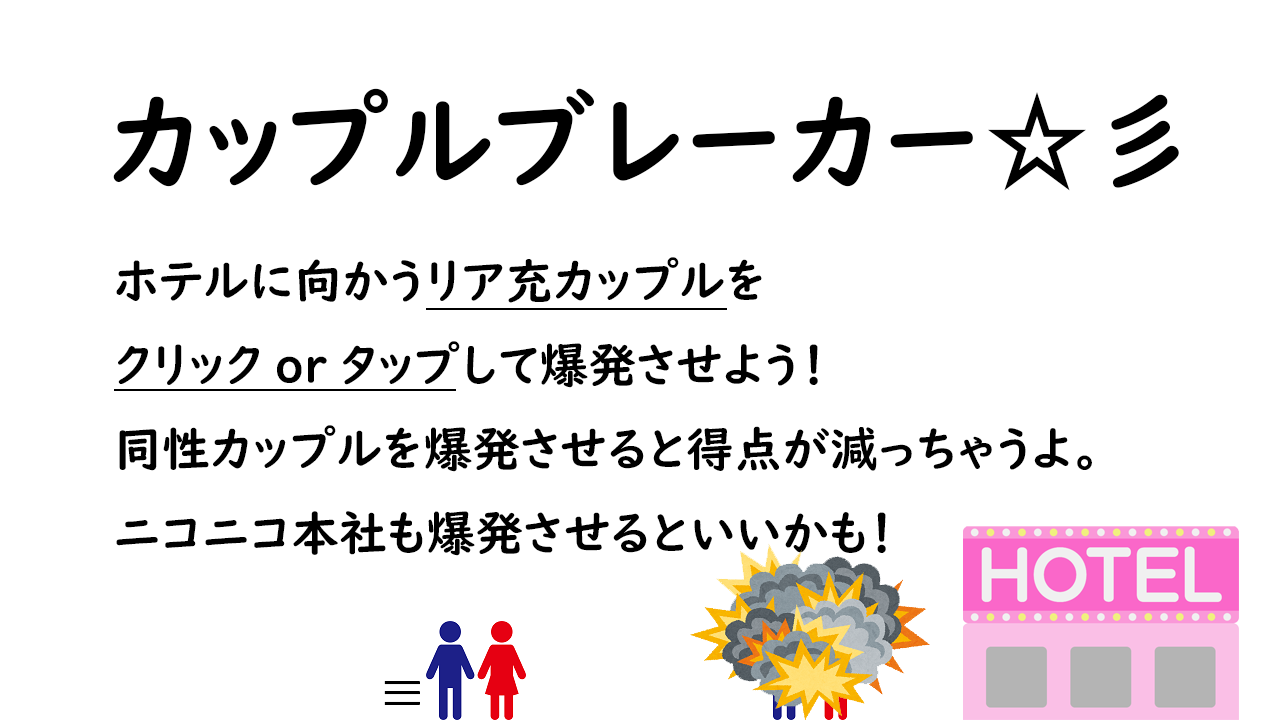 カップルブレーカー☆彡
ホテルに向かうリア充カップルを
クリック or タップして爆発させよう！
同性カップルを爆発させると得点が減っちゃうよ。
ニコニコ本社も爆発させるといいかも！
HOTEL